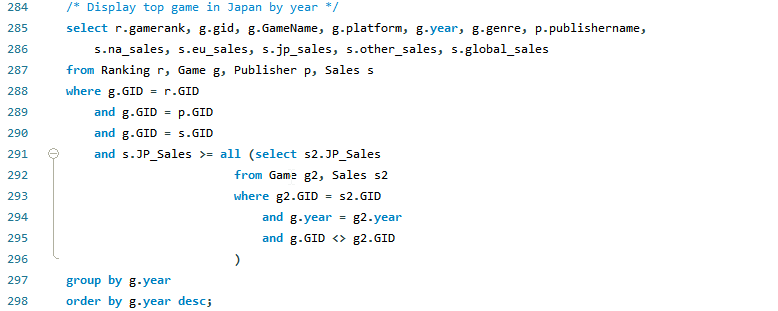 284 /* Display top game in Japan by year */
285 select r.gamerank, g.gid, g.GameName, g.platform, g.year, g.genre, p.publishername,
286 s.na_sales, s.eu_sales, s.jp_sales, s.other_sales, s.global_sales
287 from Ranking r, Game g, Publisher p, Sales s
288 where g.GID = r.GID
289 and g.GID = p.GID
290 and g.GID = s.GID
291 and s.JP_Sales >= all (select s2.JP_Sales
292 from Game g2, Sales s2
293 where g2.GID = s2.GID
294 and g.year = g2.year
295 and g.GID <> g2.GID
296 )
297 group by g.year
298 order by g.year desc;